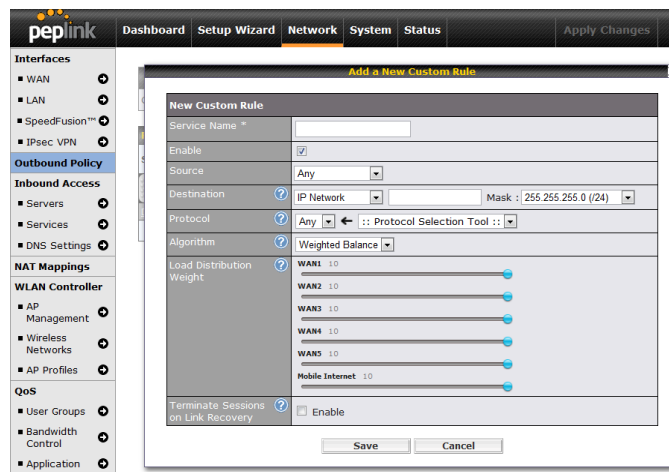 peplink
Dashboard Setup Wizard Network System Status Apply Changes
Interfaces
WAN
LAN
SpeedFusion™
IPsec VPN
Outbound Policy
Inbound Access
Servers
Services
DNS Settings
NAT Mappings
WLAN Controller
AP
Management
Wireless
Networks
AP Profiles
QoS
User Groups
Bandwidth
Control
Application
Add a New Custom Rule
New Custom Rule
Service Name *
Enable
Source Any
Destination ? IP Network Mask : 255.255.255.0 (/24)
Protocol ? Any :: Protocol Selection Tool ::
Algorithm ? Weighted Balance
Load Distribution ?
Weight
WAN1 10
WAN2 10
WAN3 10
WAN4 10
WAN5 10
Mobile Internet 10
Terminate Sessions ?
on Link Recovery
Enable
Save Cancel